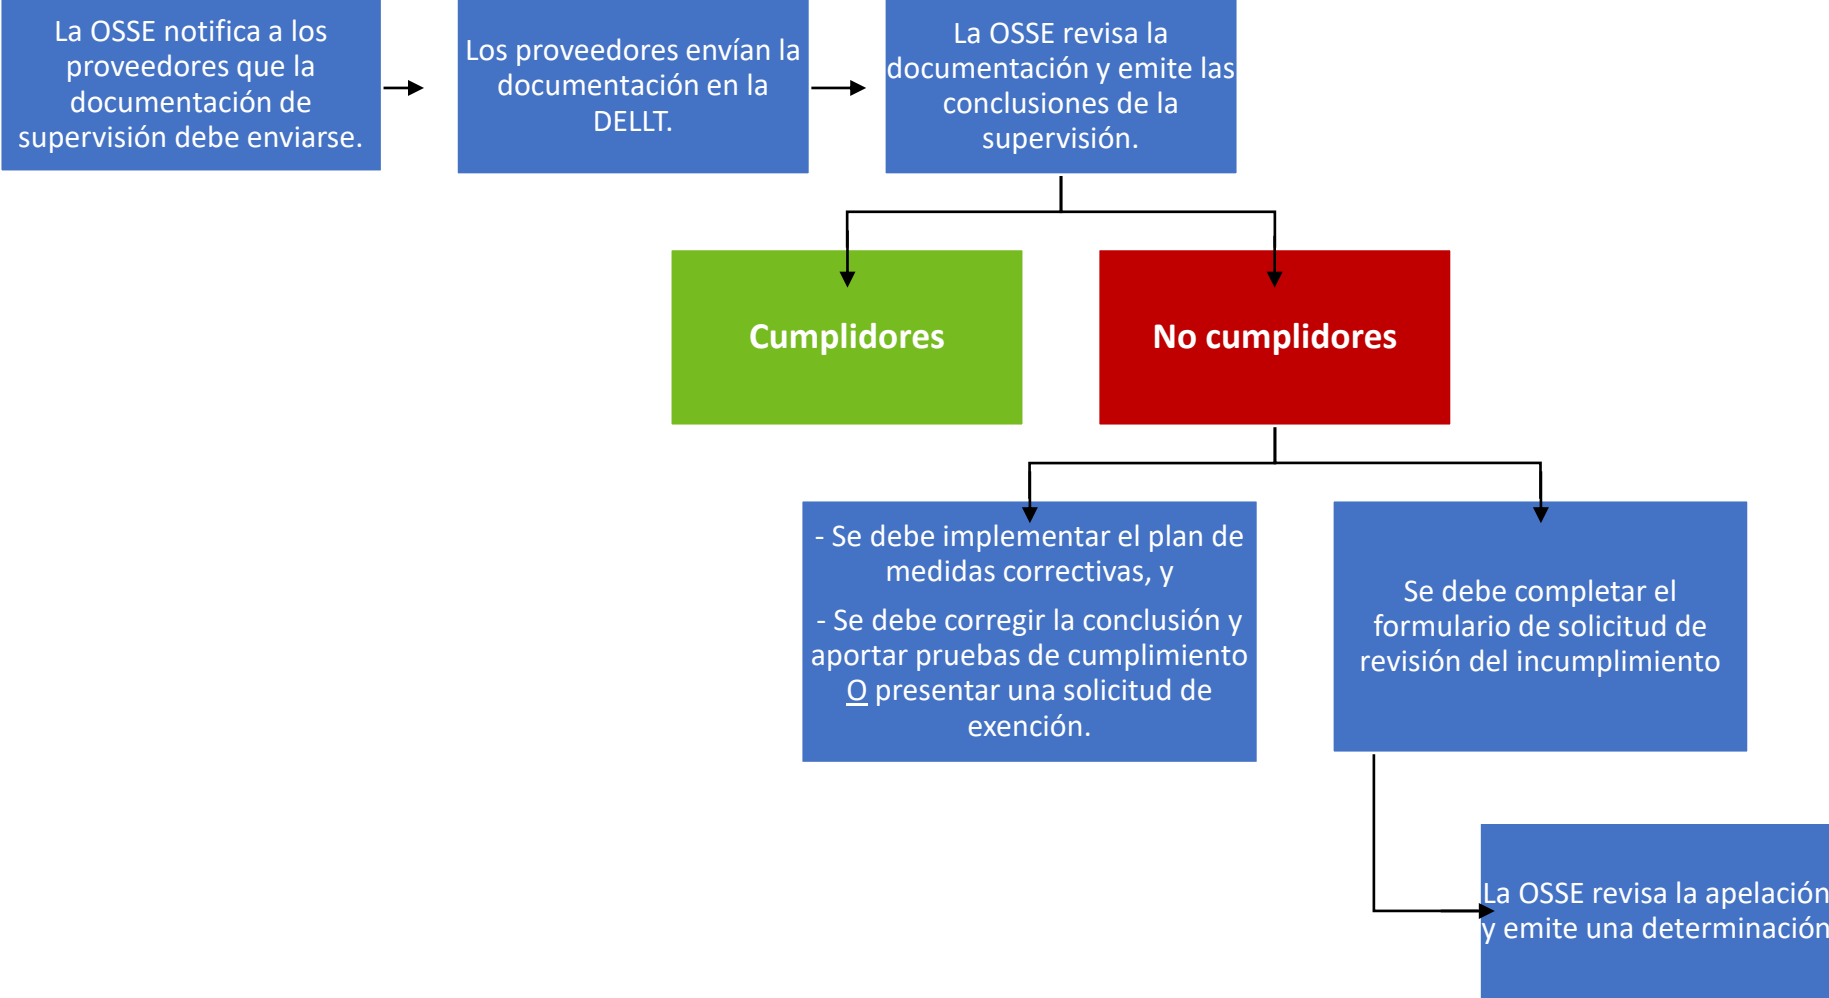 La OSSE notifica a los
proveedores que la
documentación de
supervisión debe enviarse.
Los proveedores envían la
documentación en la
DELLT.
La OSSE revisa la
documentación y emite las
conclusiones de la
supervisión.
Cumplidores
No cumplidores
- Se debe implementar el plan de
medidas correctivas, y
- Se debe corregir la conclusión y
aportar pruebas de cumplimiento
O presentar una solicitud de
exención.
Se debe completar el
formulario de solicitud de
revisión del incumplimiento
La OSSE revisa la apelación
y emite una determinación